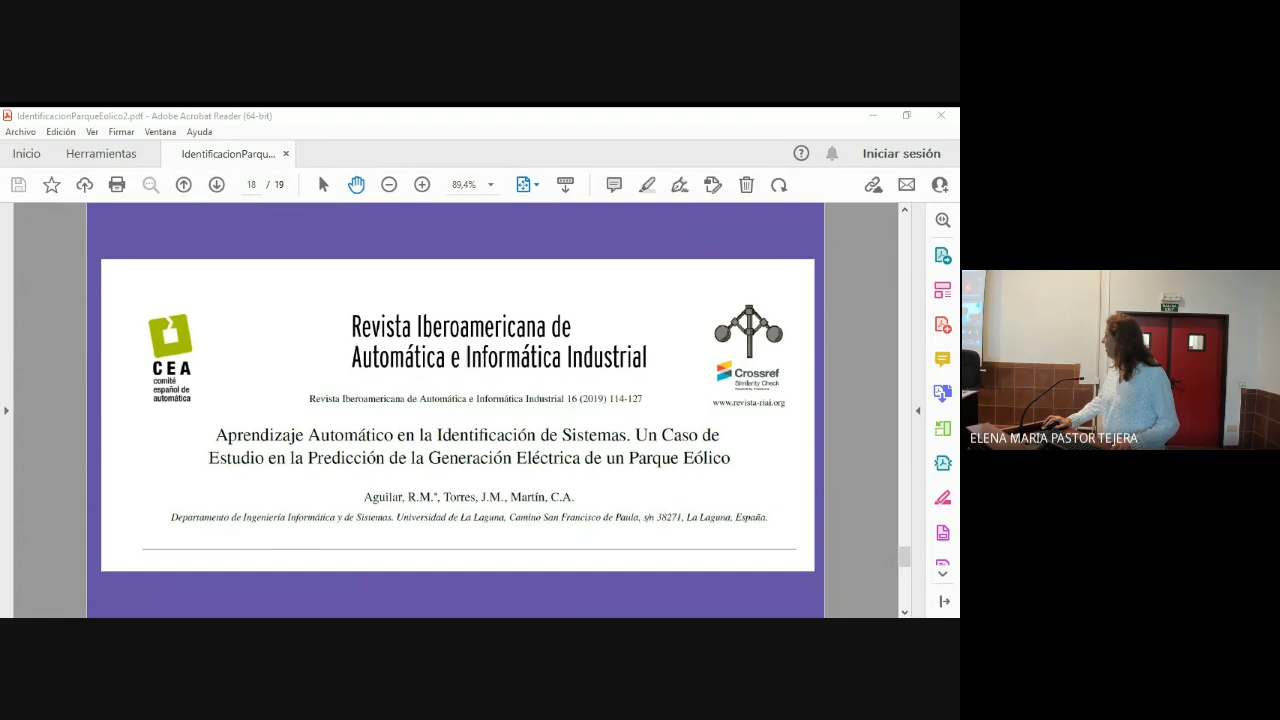 IdentificacionParqueEolico2.pdf - Adobe Acrobat Reader (64-bit)
Archivo Edición Ver Firmar Ventana Ayuda
Inicio Herramientas IdentificacionParqu... Iniciar sesión
18 / 19 89,4%
CEA
comité
español de
automática
Revista Iberoamericana de
Automática e Informática Industrial
Crossref
Similarity Check
www.revista-riai.org
Revista Iberoamericana de Automática e Informática Industrial 16 (2019) 114-127
Aprendizaje Automático en la Identificación de Sistemas. Un Caso de
Estudio en la Predicción de la Generación Eléctrica de un Parque Eólico
Aguilar, R.M.*, Torres, J.M., Martín, C.A.
Departamento de Ingeniería Informática y de Sistemas. Universidad de La Laguna, Camino San Francisco de Paula, s/n 38271, La Laguna, España.
ELENA MARIA PASTOR TEJERA